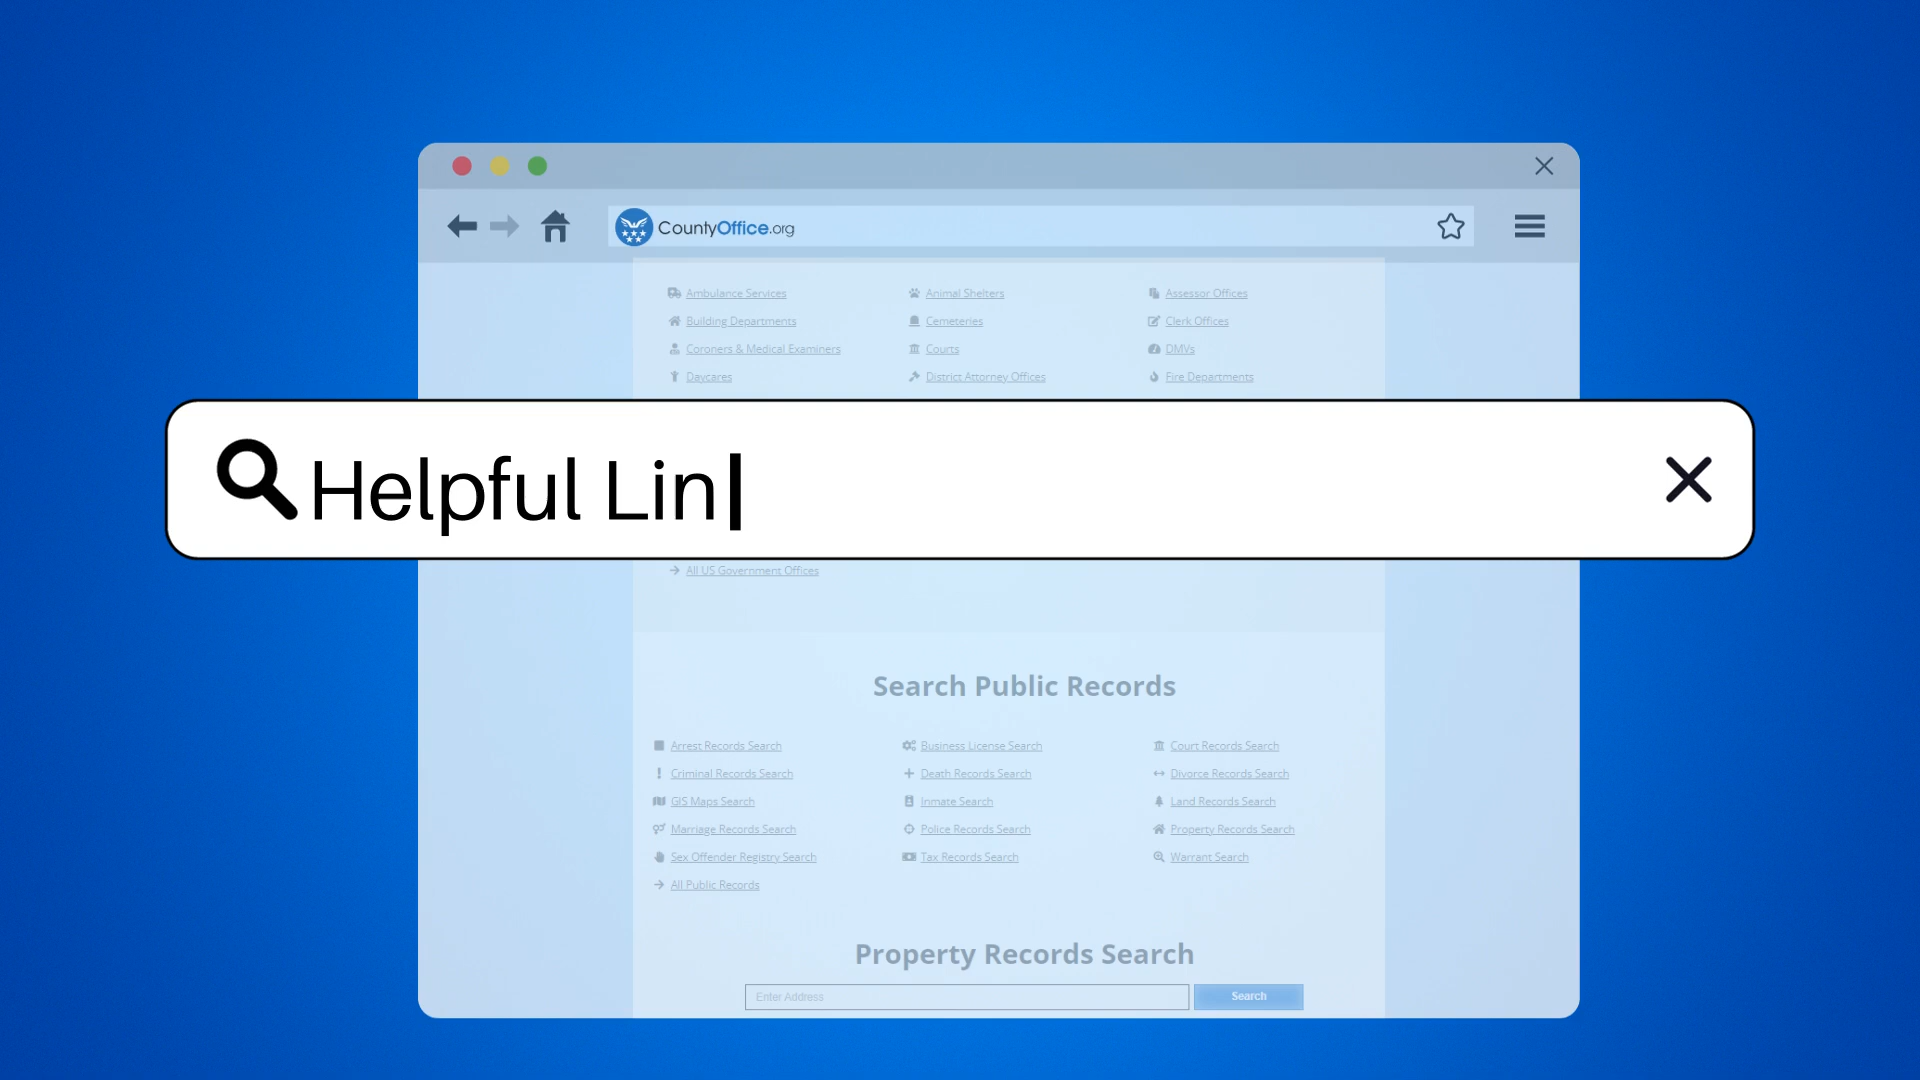 CountyOffice.org
Ambulance Services Animal Shelters Assessor Offices
Building Departments Cemeteries Clerk Offices
Coroners & Medical Examiners Courts DMVs
Daycares District Attorney Offices Fire Departments
Helpful Lin
All US Government Offices
Search Public Records
Arrest Records Search Business License Search Court Records Search
Criminal Records Search Death Records Search Divorce Records Search
GIS Maps Search Inmate Search Land Records Search
Marriage Records Search Police Records Search Property Records Search
Sex Offender Registry Search Tax Records Search Warrant Search
All Public Records
Property Records Search
Enter Address Search